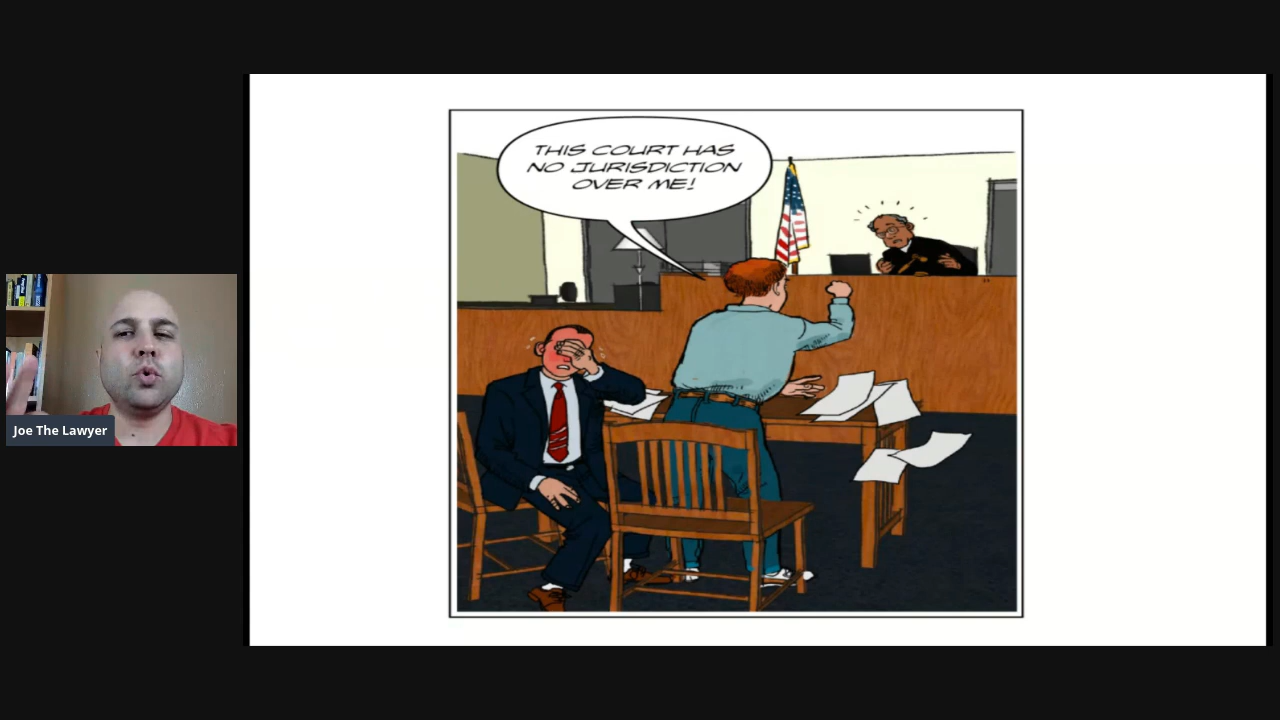 THIS COURT HAS
NO JURISDICTION
OVER ME!
Joe The Lawyer